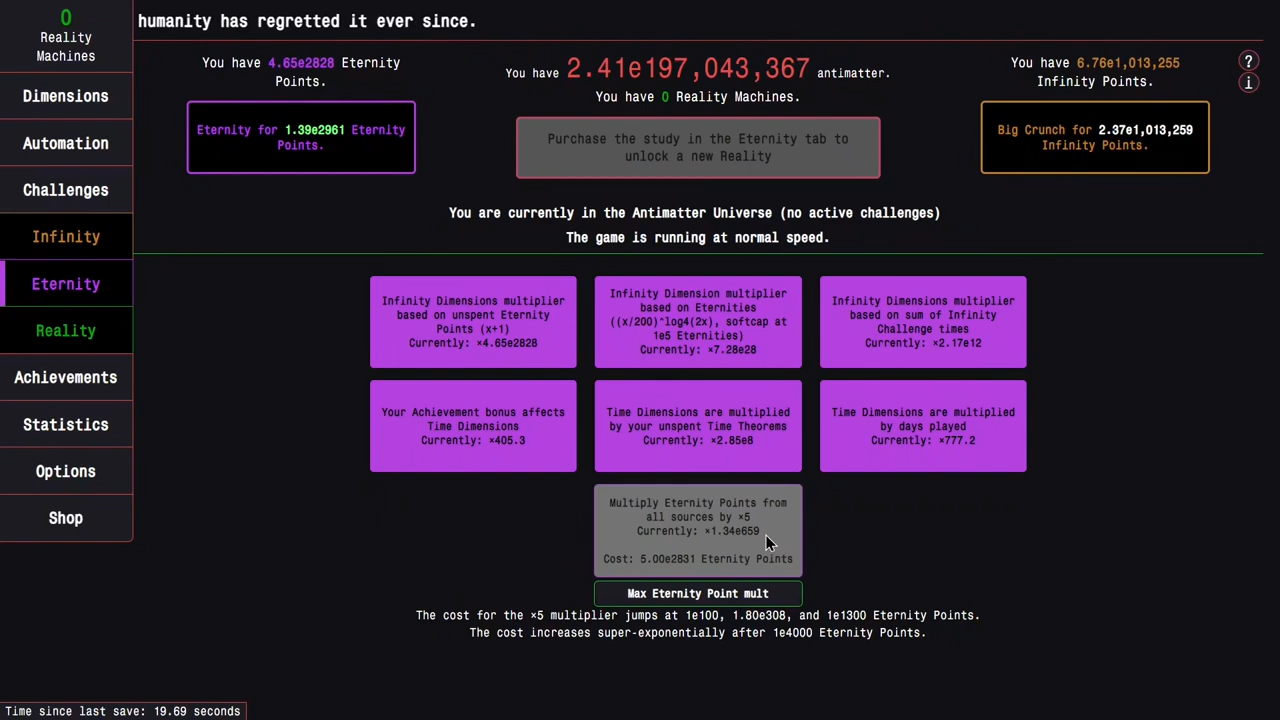 0
Reality
Machines
Dimensions
Automation
Challenges
Infinity
Eternity
Reality
Achievements
Statistics
Options
Shop
humanity has regretted it ever since.
You have 4.65e2828 Eternity
Points.
Eternity for 1.39e2961 Eternity
Points.
You have 2.41e197,043,367 antimatter.
You have 0 Reality Machines.
Purchase the study in the Eternity tab to
unlock a new Reality
You have 6.76e1,013,255
Infinity Points.
Big Crunch for 2.37e1,013,259
Infinity Points.
?
i
You are currently in the Antimatter Universe (no active challenges)
The game is running at normal speed.
Infinity Dimensions multiplier
based on unspent Eternity
Points (x+1)
Currently: ×4.65e2828
Infinity Dimension multiplier
based on Eternities
((x/200)^log4(2x), softcap at
1e5 Eternities)
Currently: ×7.28e28
Infinity Dimensions multiplier
based on sum of Infinity
Challenge times
Currently: ×2.17e12
Your Achievement bonus affects
Time Dimensions
Currently: ×405.3
Time Dimensions are multiplied
by your unspent Time Theorems
Currently: ×2.85e8
Time Dimensions are multiplied
by days played
Currently: ×777.2
Multiply Eternity Points from
all sources by ×5
Currently: ×1.34e659
Cost: 5.00e2831 Eternity Points
Max Eternity Point mult
The cost for the ×5 multiplier jumps at 1e100, 1.80e308, and 1e1300 Eternity Points.
The cost increases super-exponentially after 1e4000 Eternity Points.
Time since last save: 19.69 seconds